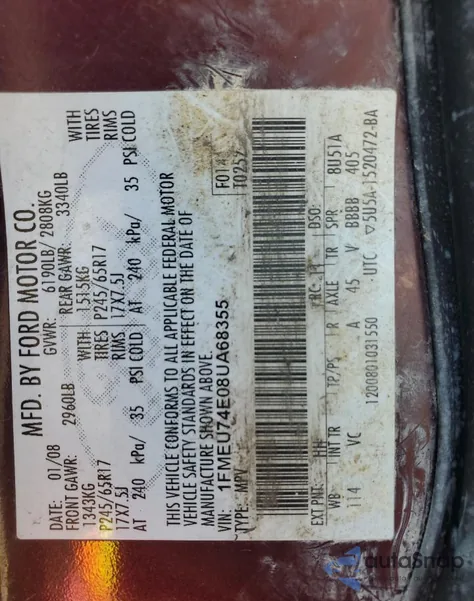 MFD. BY FORD MOTOR CO.
DATE: 01/08 GVWR: 6190LB/ 2808KG
FRONT GAWR: 2960LB REAR GAWR: 3340LB
1343KG WITH 1515KG WITH
P245/65R17 TIRES P245/65R17 TIRES
17X7.5J RIMS 17X7.5J RIMS
AT 240 kPa/ 35 PSI COLD AT 240 kPa/ 35 PSI COLD
THIS VEHICLE CONFORMS TO ALL APPLICABLE FEDERAL MOTOR
VEHICLE SAFETY STANDARDS IN EFFECT ON THE DATE OF
MANUFACTURE SHOWN ABOVE.
VIN: 1FMEU74E08UA68355
TYPE: MPV
EXT PNT: HH RC: 11 DSO:
WB INT TR TP/PS R AXLE TR SPR 8U51A
114 VC A 45 V BBBB 405
1200801031550 UTC ▽5U5A-1520472-BA
autoSnap